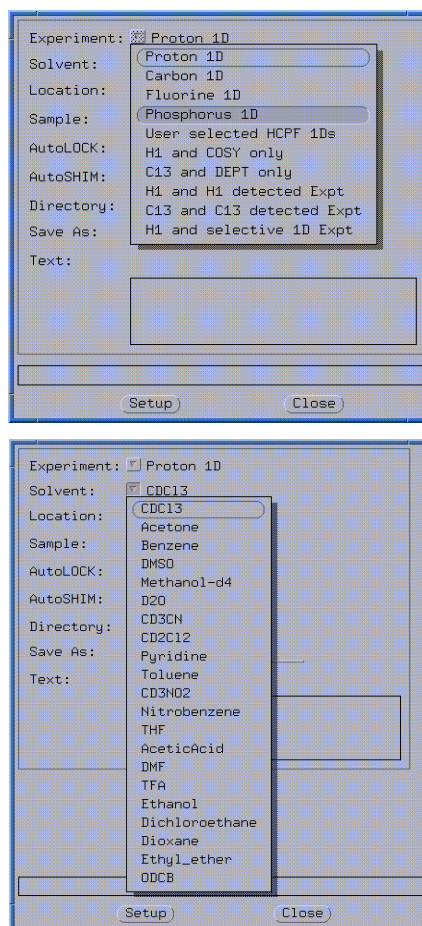 Experiment: Proton 1D
Solvent: Proton 1D
Carbon 1D
Location: Fluorine 1D
Sample: Phosphorus 1D
User selected HCPF 1Ds
AutoLOCK: H1 and COSY only
C13 and DEPT only
AutoSHIM: H1 and H1 detected Expt
Directory: C13 and C13 detected Expt
Save As: H1 and selective 1D Expt
Text:
Setup Close
Experiment: Proton 1D
Solvent: CDCl3
Location: CDCl3
Acetone
Sample: Benzene
AutoLOCK: DMSO
Methanol-d4
AutoSHIM: D2O
Directory: CD3CN
CD2Cl2
Save As: Pyridine
Text: Toluene
CD3NO2
Nitrobenzene
THF
AceticAcid
DMF
TFA
Ethanol
Dichloroethane
Dioxane
Ethyl_ether
ODCB
Setup Close